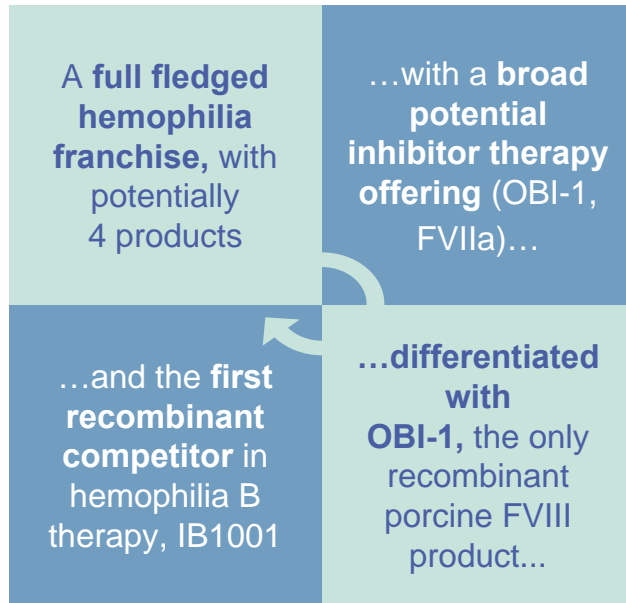 A full fledged
hemophilia
franchise, with
potentially
4 products
…with a broad
potential
inhibitor therapy
offering (OBI-1,
FVIIa)…
…differentiated
with
OBI-1, the only
recombinant
porcine FVIII
product...
…and the first
recombinant
competitor in
hemophilia B
therapy, IB1001